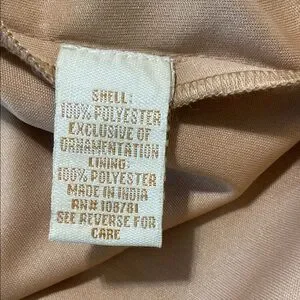 SHELL:
100% POLYESTER
EXCLUSIVE OF
ORNAMENTATION
LINING:
100% POLYESTER
MADE IN INDIA
RN# 108781
SEE REVERSE FOR
CARE